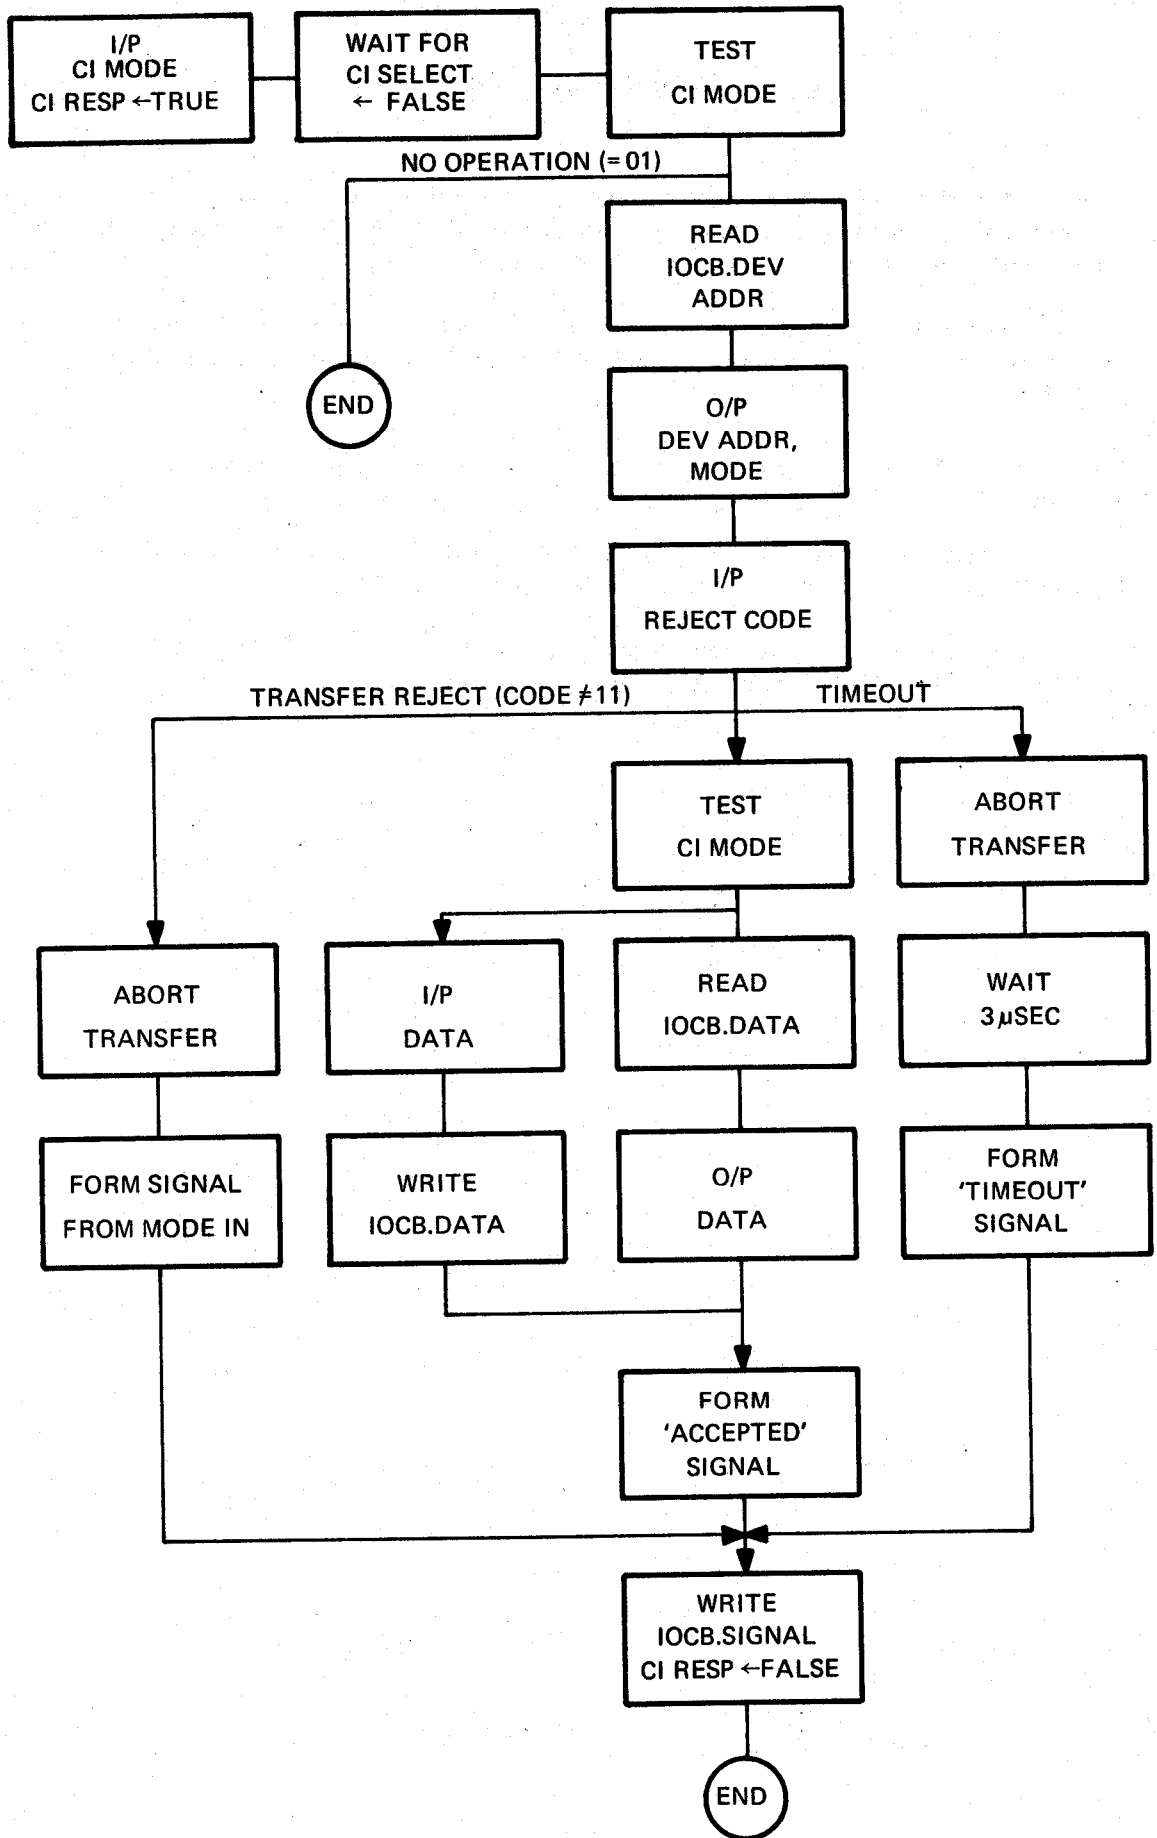 I/P
CI MODE
CI RESP ←TRUE
WAIT FOR
CI SELECT
← FALSE
TEST
CI MODE
NO OPERATION (= 01)
READ
IOCB.DEV
ADDR
END
O/P
DEV ADDR,
MODE
I/P
REJECT CODE
TRANSFER REJECT (CODE ≠ 11)
TIMEOUT
TEST
CI MODE
ABORT
TRANSFER
ABORT
TRANSFER
I/P
DATA
READ
IOCB.DATA
WAIT
3 µSEC
FORM SIGNAL
FROM MODE IN
WRITE
IOCB.DATA
O/P
DATA
FORM
'TIMEOUT'
SIGNAL
FORM
'ACCEPTED'
SIGNAL
WRITE
IOCB.SIGNAL
CI RESP ←FALSE
END